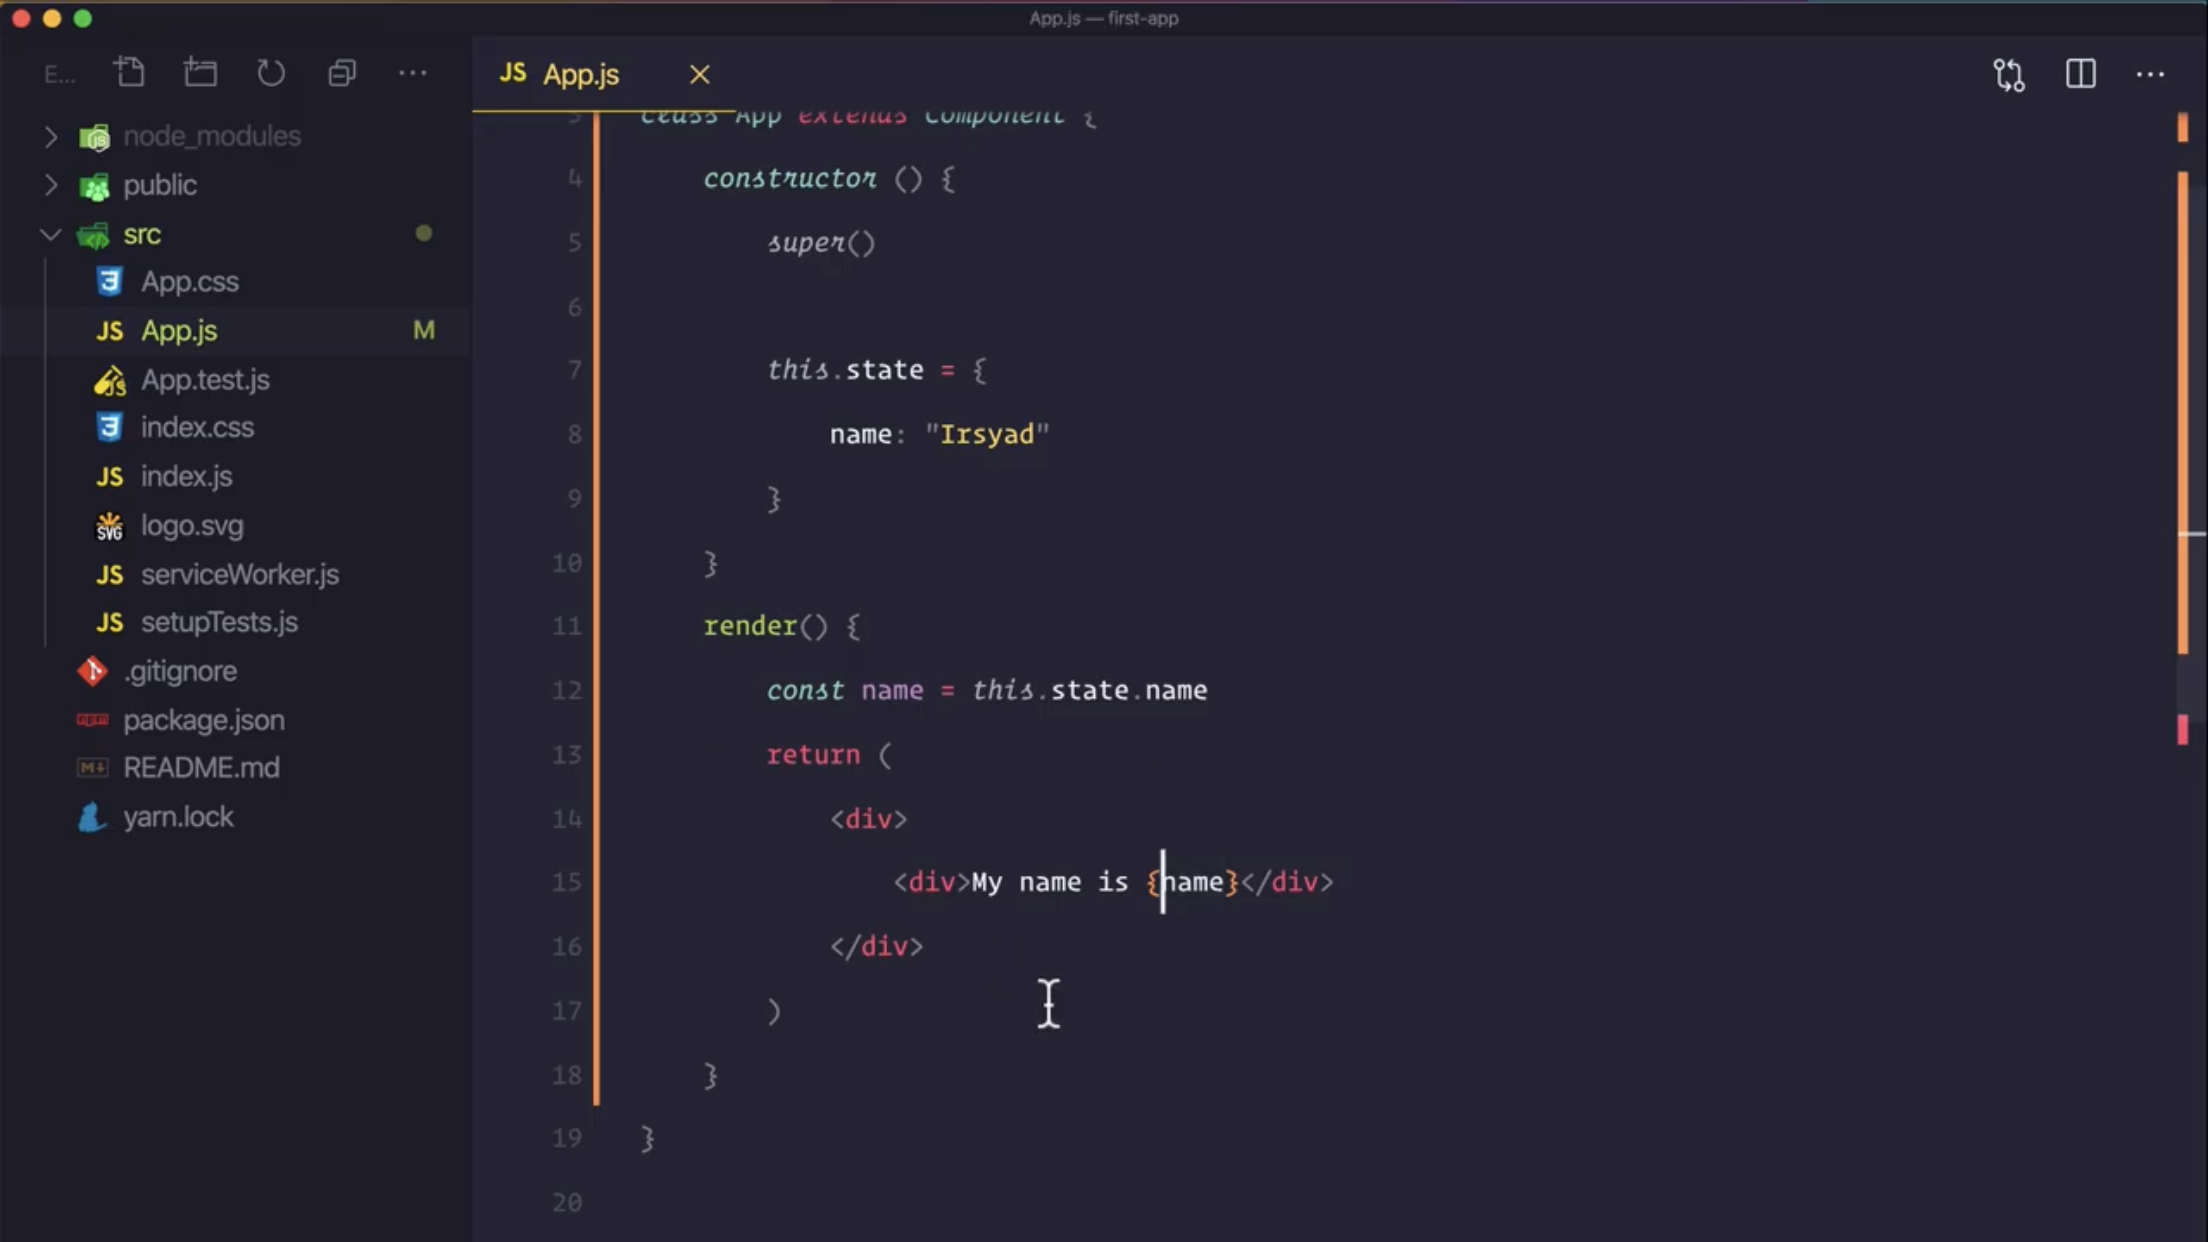 App.js — first-app
E...
JS App.js
node_modules
public
src
App.css
JS App.js M
App.test.js
index.css
JS index.js
SVG logo.svg
JS serviceWorker.js
JS setupTests.js
.gitignore
package.json
README.md
yarn.lock
3 class App extends Component {
4 constructor () {
5 super()
6
7 this.state = {
8 name: "Irsyad"
9 }
10 }
11 render() {
12 const name = this.state.name
13 return (
14 <div>
15 <div>My name is {name}</div>
16 </div>
17 )
18 }
19 }
20